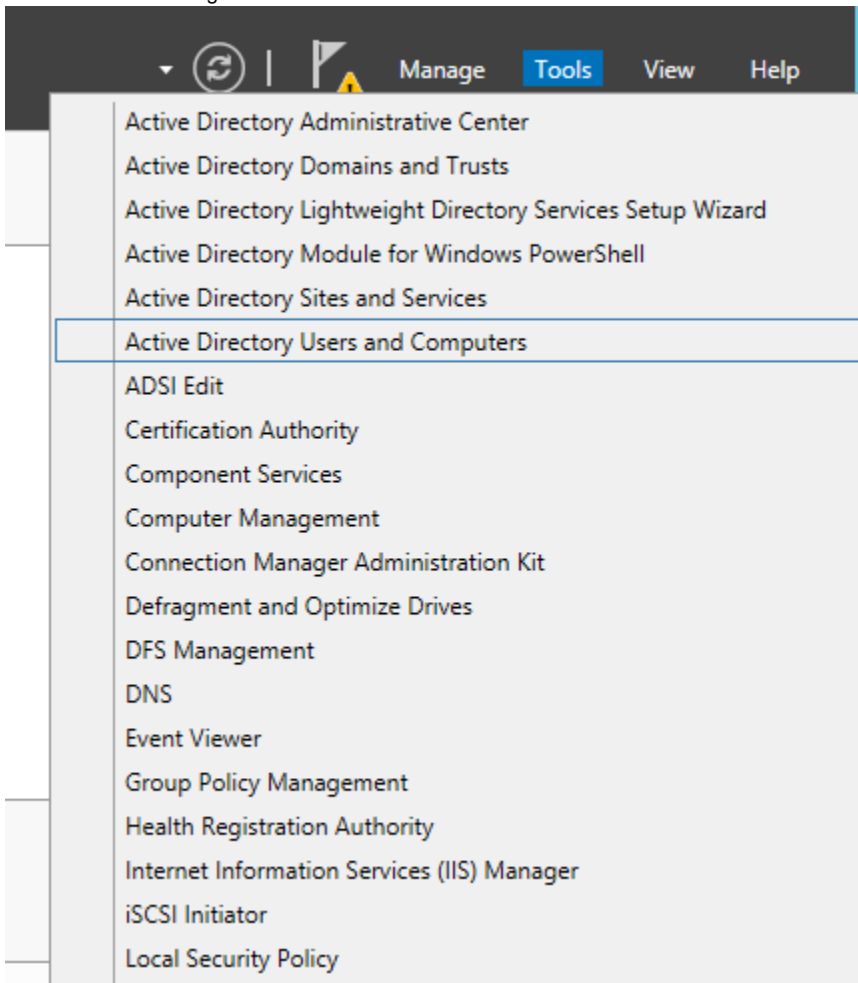 Manage Tools View Help
Active Directory Administrative Center
Active Directory Domains and Trusts
Active Directory Lightweight Directory Services Setup Wizard
Active Directory Module for Windows PowerShell
Active Directory Sites and Services
Active Directory Users and Computers
ADSI Edit
Certification Authority
Component Services
Computer Management
Connection Manager Administration Kit
Defragment and Optimize Drives
DFS Management
DNS
Event Viewer
Group Policy Management
Health Registration Authority
Internet Information Services (IIS) Manager
iSCSI Initiator
Local Security Policy